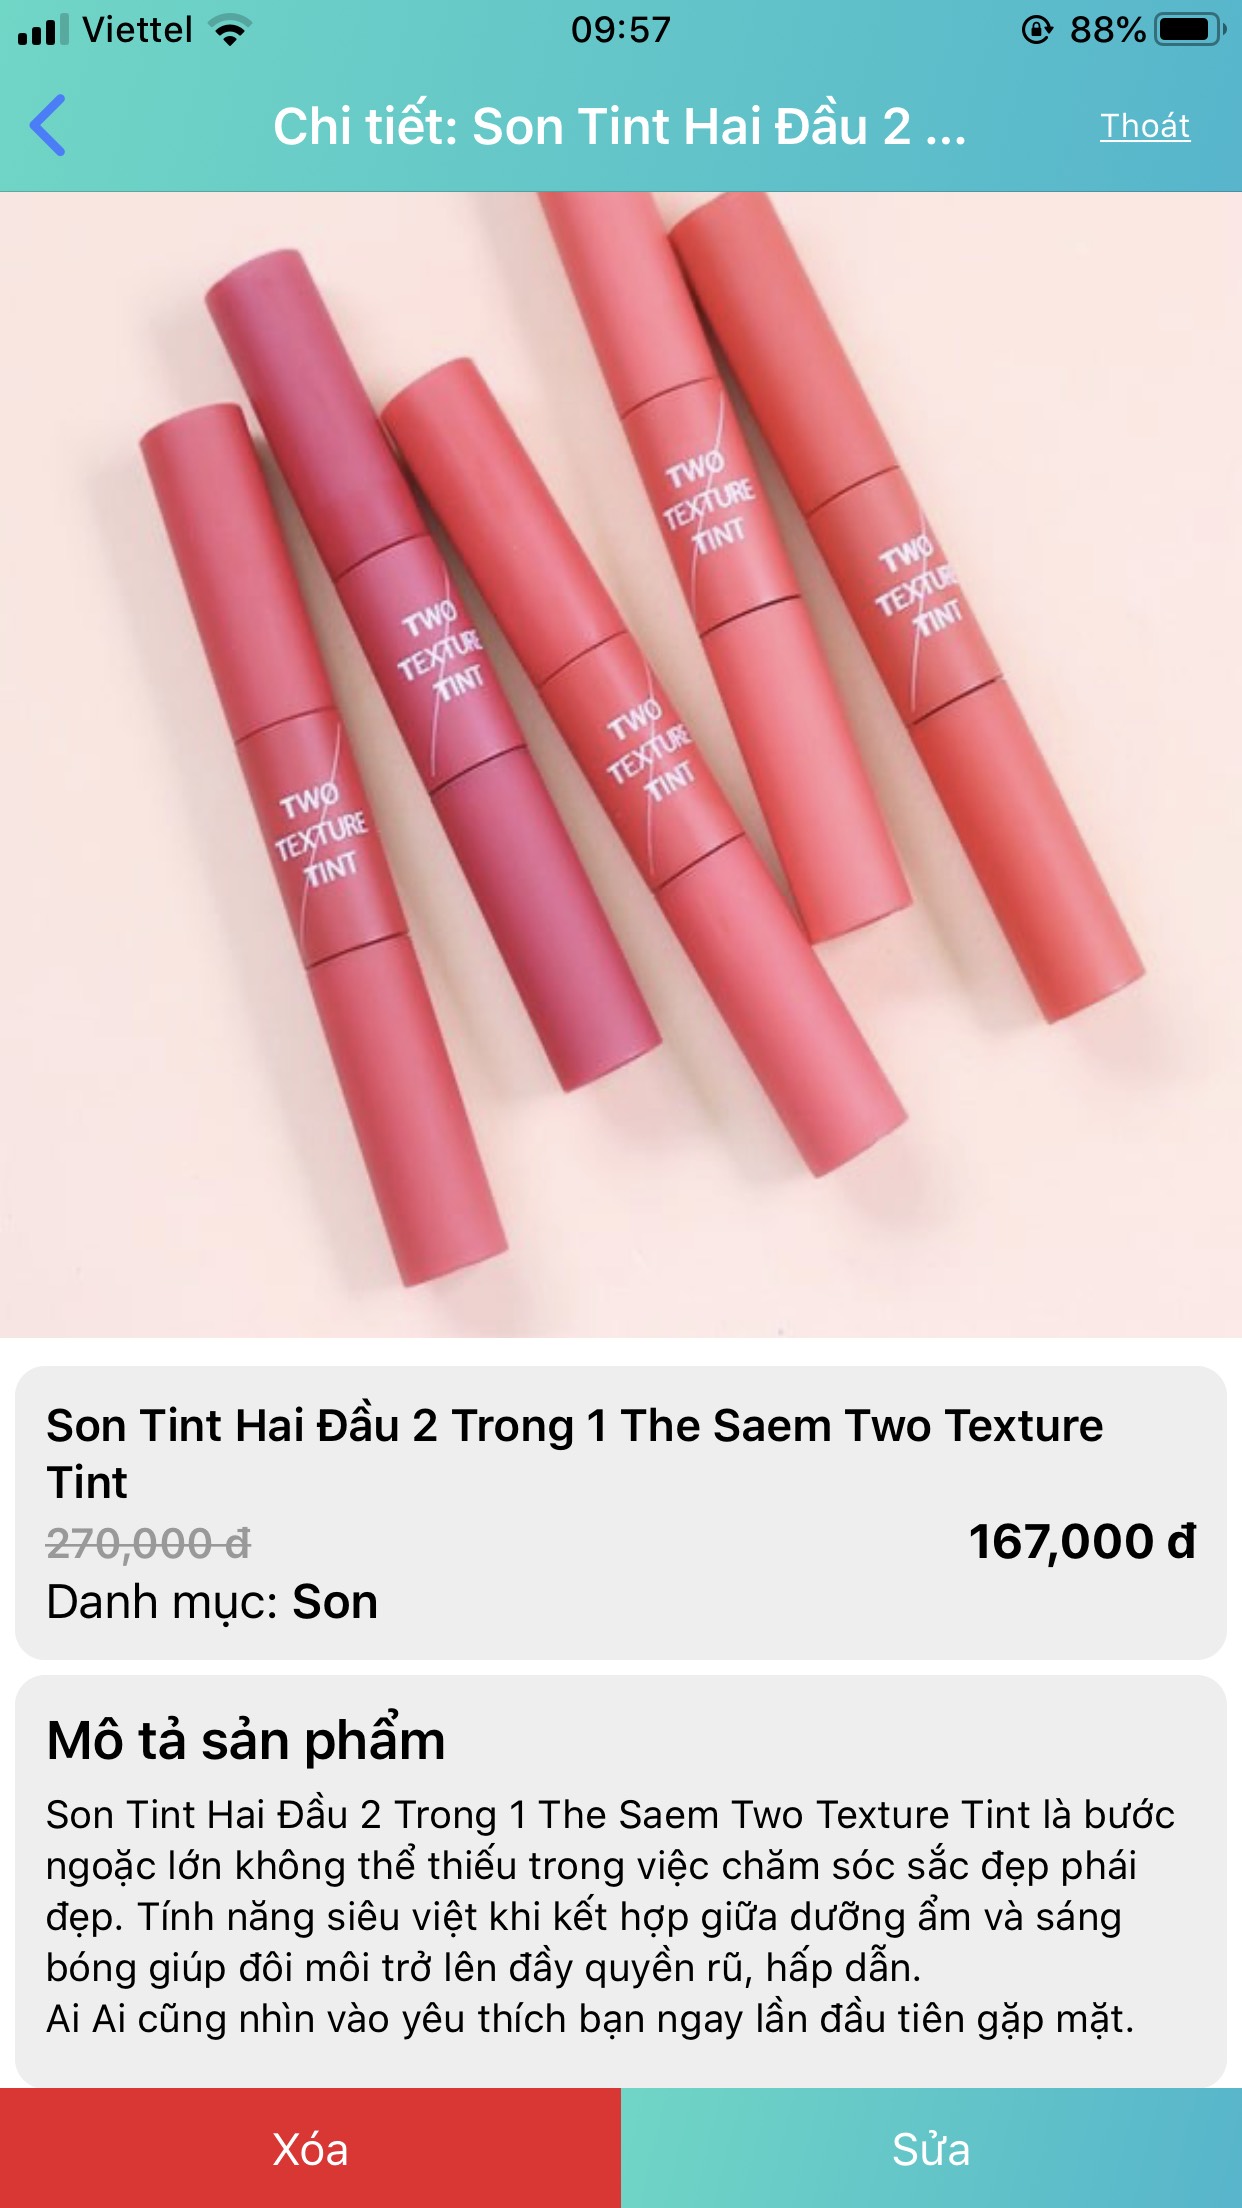 Viettel 09:57 88%
Chi tiết: Son Tint Hai Đầu 2 ... Thoát
TWO
TEXTURE
TINT
TWO
TEXTURE
TINT
TWO
TEXTURE
TINT
TWO
TEXTURE
TINT
TWO
TEXTURE
TINT
Son Tint Hai Đầu 2 Trong 1 The Saem Two Texture
Tint
270,000 đ 167,000 đ
Danh mục: Son
Mô tả sản phẩm
Son Tint Hai Đầu 2 Trong 1 The Saem Two Texture Tint là bước
ngoặc lớn không thể thiếu trong việc chăm sóc sắc đẹp phái
đẹp. Tính năng siêu việt khi kết hợp giữa dưỡng ẩm và sáng
bóng giúp đôi môi trở lên đầy quyền rũ, hấp dẫn.
Ai Ai cũng nhìn vào yêu thích bạn ngay lần đầu tiên gặp mặt.
Xóa Sửa